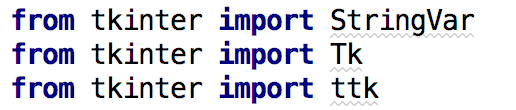 from tkinter import StringVar
from tkinter import Tk
from tkinter import ttk